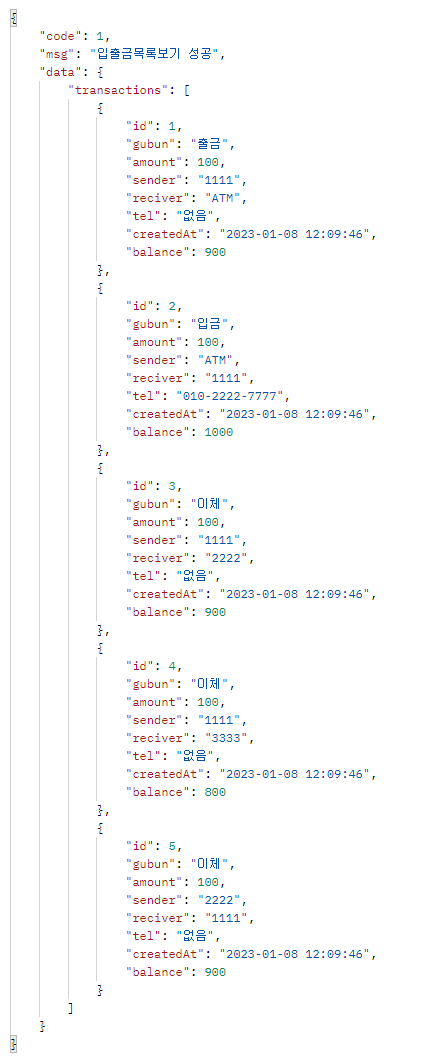 {
    "code": 1,
    "msg": "입출금목록보기 성공",
    "data": {
        "transactions": [
            {
                "id": 1,
                "gubun": "출금",
                "amount": 100,
                "sender": "1111",
                "reciver": "ATM",
                "tel": "없음",
                "createdAt": "2023-01-08 12:09:46",
                "balance": 900
            },
            {
                "id": 2,
                "gubun": "입금",
                "amount": 100,
                "sender": "ATM",
                "reciver": "1111",
                "tel": "010-2222-7777",
                "createdAt": "2023-01-08 12:09:46",
                "balance": 1000
            },
            {
                "id": 3,
                "gubun": "이체",
                "amount": 100,
                "sender": "1111",
                "reciver": "2222",
                "tel": "없음",
                "createdAt": "2023-01-08 12:09:46",
                "balance": 900
            },
            {
                "id": 4,
                "gubun": "이체",
                "amount": 100,
                "sender": "1111",
                "reciver": "3333",
                "tel": "없음",
                "createdAt": "2023-01-08 12:09:46",
                "balance": 800
            },
            {
                "id": 5,
                "gubun": "이체",
                "amount": 100,
                "sender": "2222",
                "reciver": "1111",
                "tel": "없음",
                "createdAt": "2023-01-08 12:09:46",
                "balance": 900
            }
        ]
    }
}